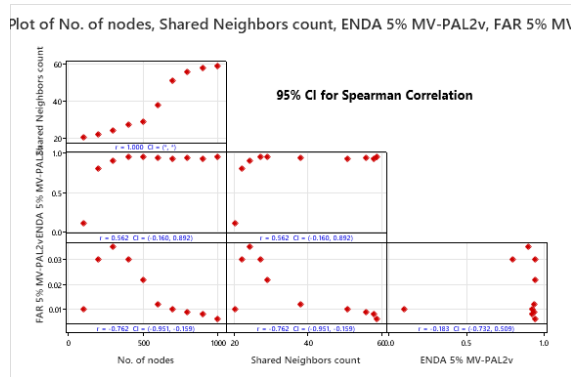 Plot of No. of nodes, Shared Neighbors count, ENDA 5% MV-PAL2v, FAR 5% MV
Shared Neighbors count
60
40
20
95% CI for Spearman Correlation
r = 1.000 CI = (*, *)
ENDA 5% MV-PAL2v
1.0
0.5
0.0
r = 0.562 CI = (-0.160, 0.892)
r = 0.562 CI = (-0.160, 0.892)
FAR 5% MV-PAL2v
0.03
0.02
0.01
r = -0.762 CI = (-0.951, -0.159)
r = -0.762 CI = (-0.951, -0.159)
r = -0.183 CI = (-0.732, 0.509)
0 500 1000 20 40 60 0.0 0.5 1.0
No. of nodes
Shared Neighbors count
ENDA 5% MV-PAL2v